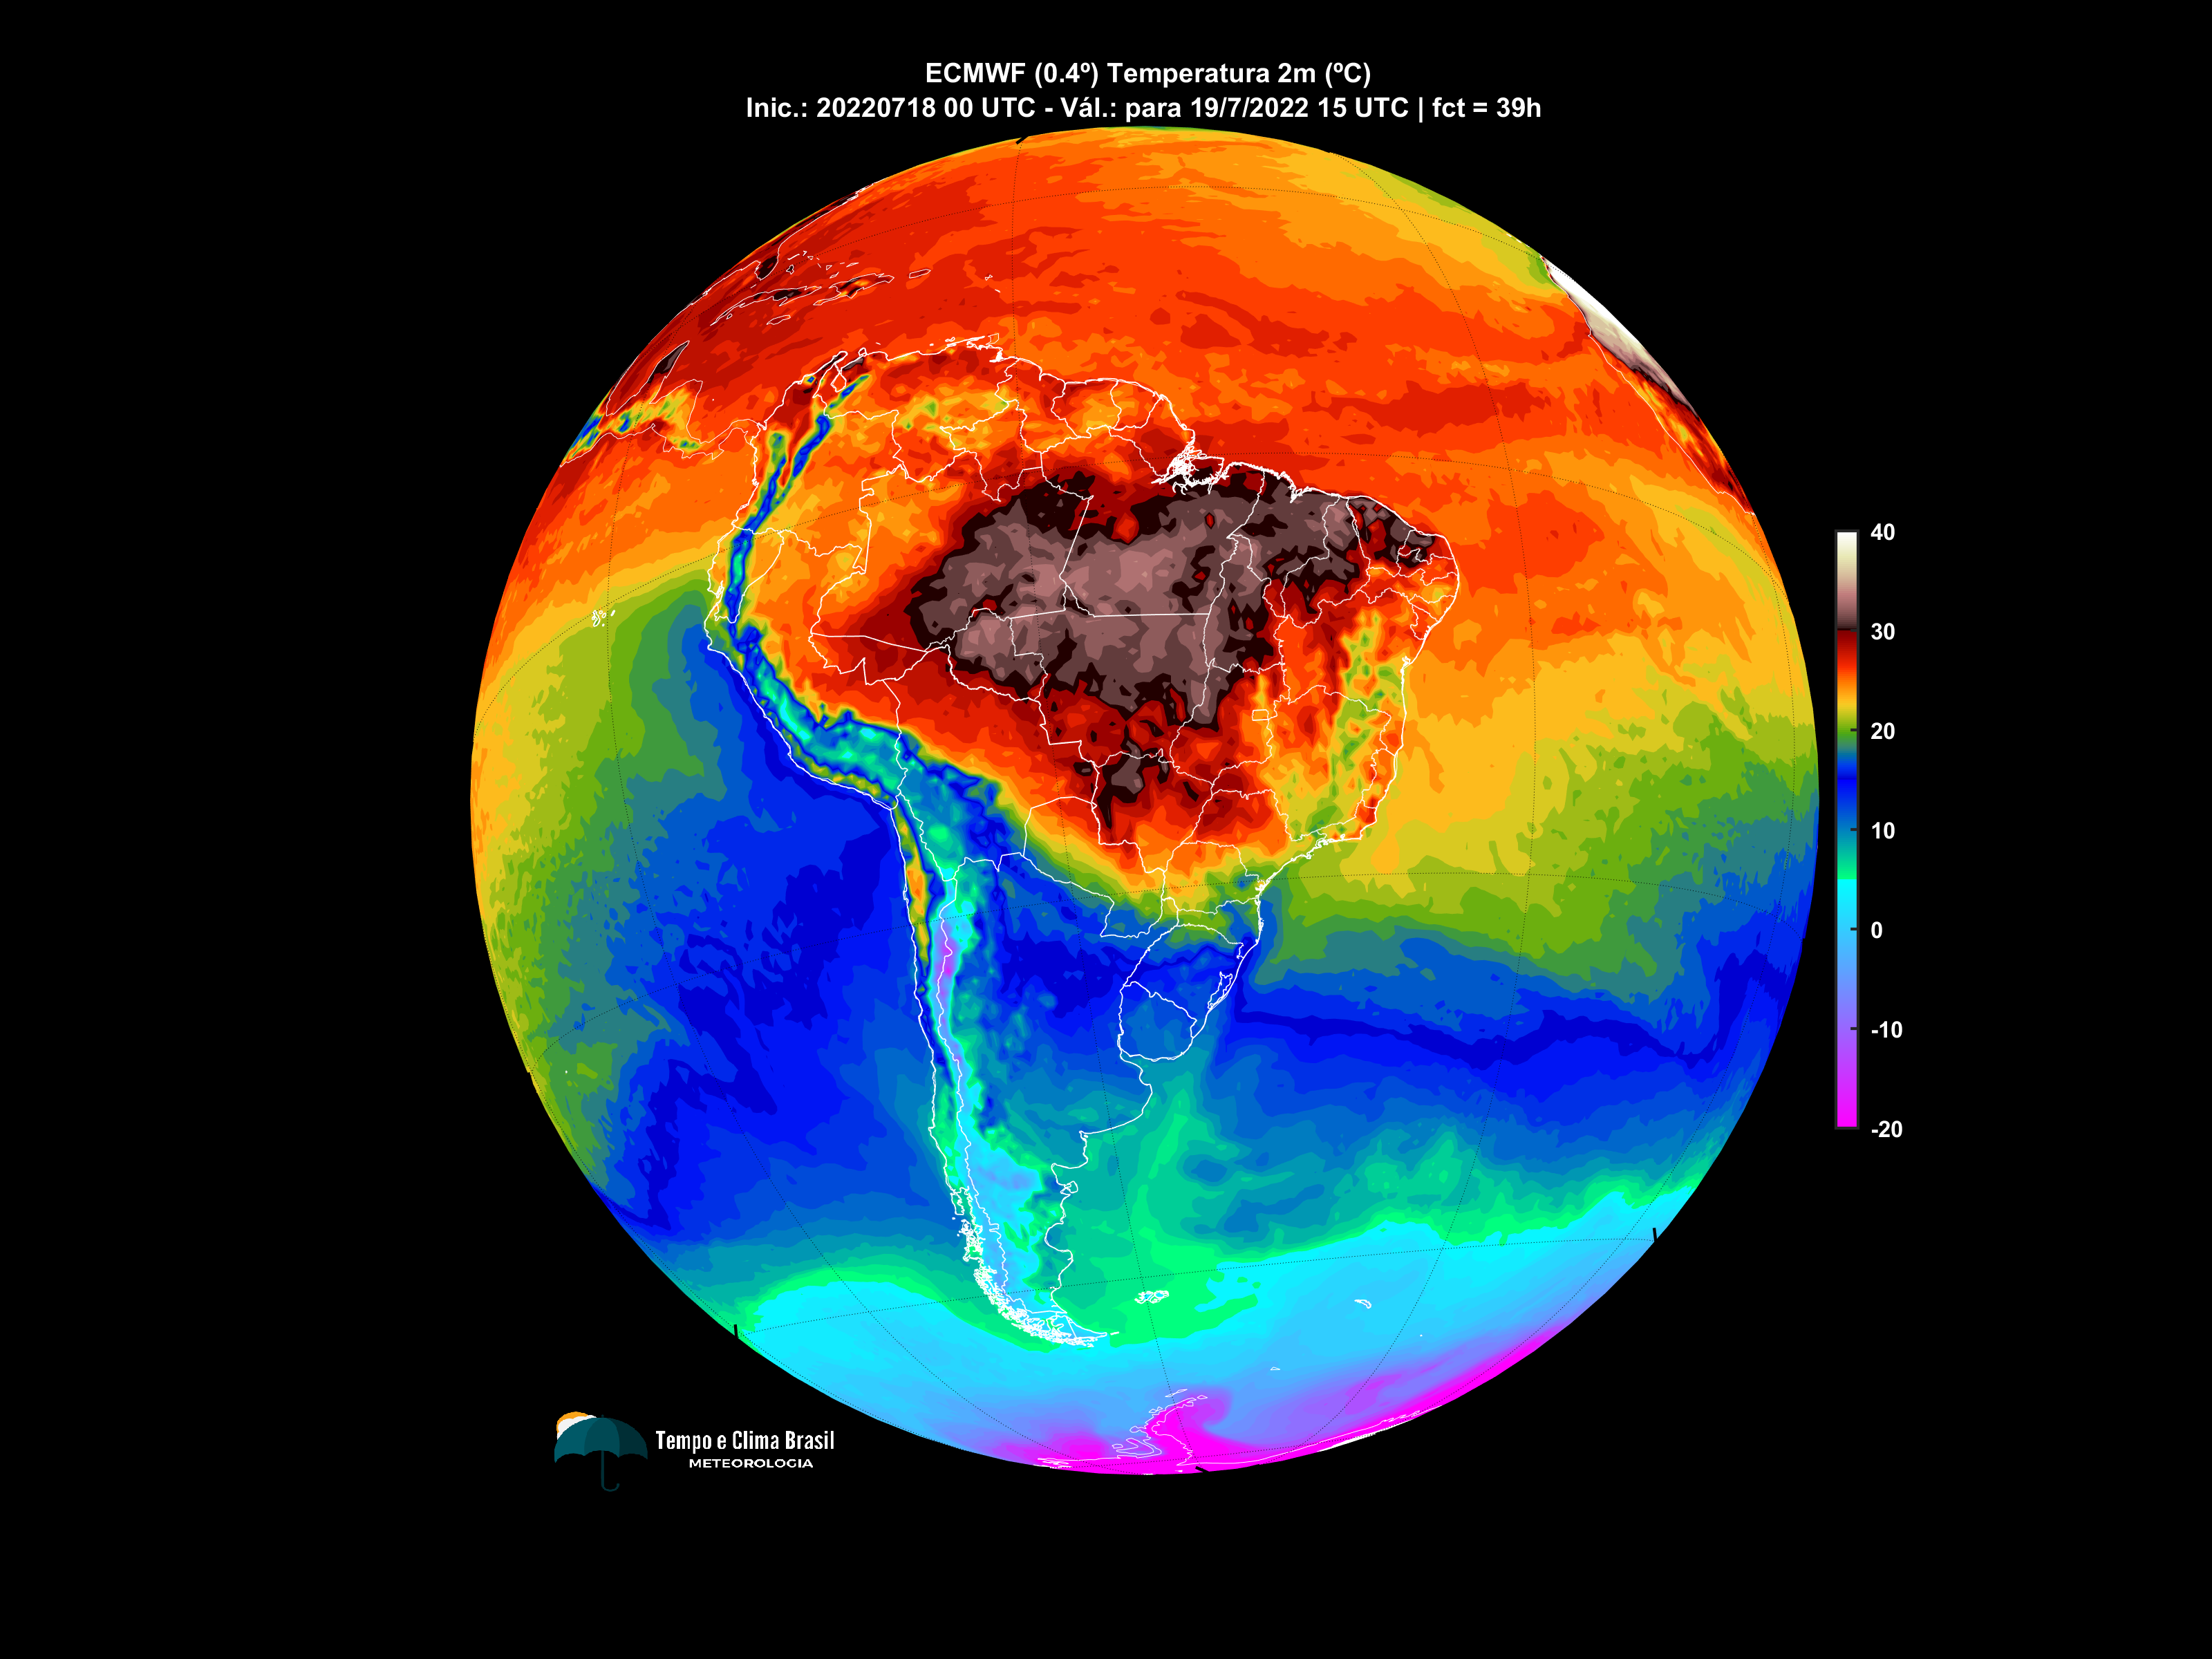 ECMWF (0.4º) Temperatura 2m (ºC)
Inic.: 20220718 00 UTC - Vál.: para 19/7/2022 15 UTC | fct = 39h
40
30
20
10
0
-10
-20
Tempo e Clima Brasil
METEOROLOGIA